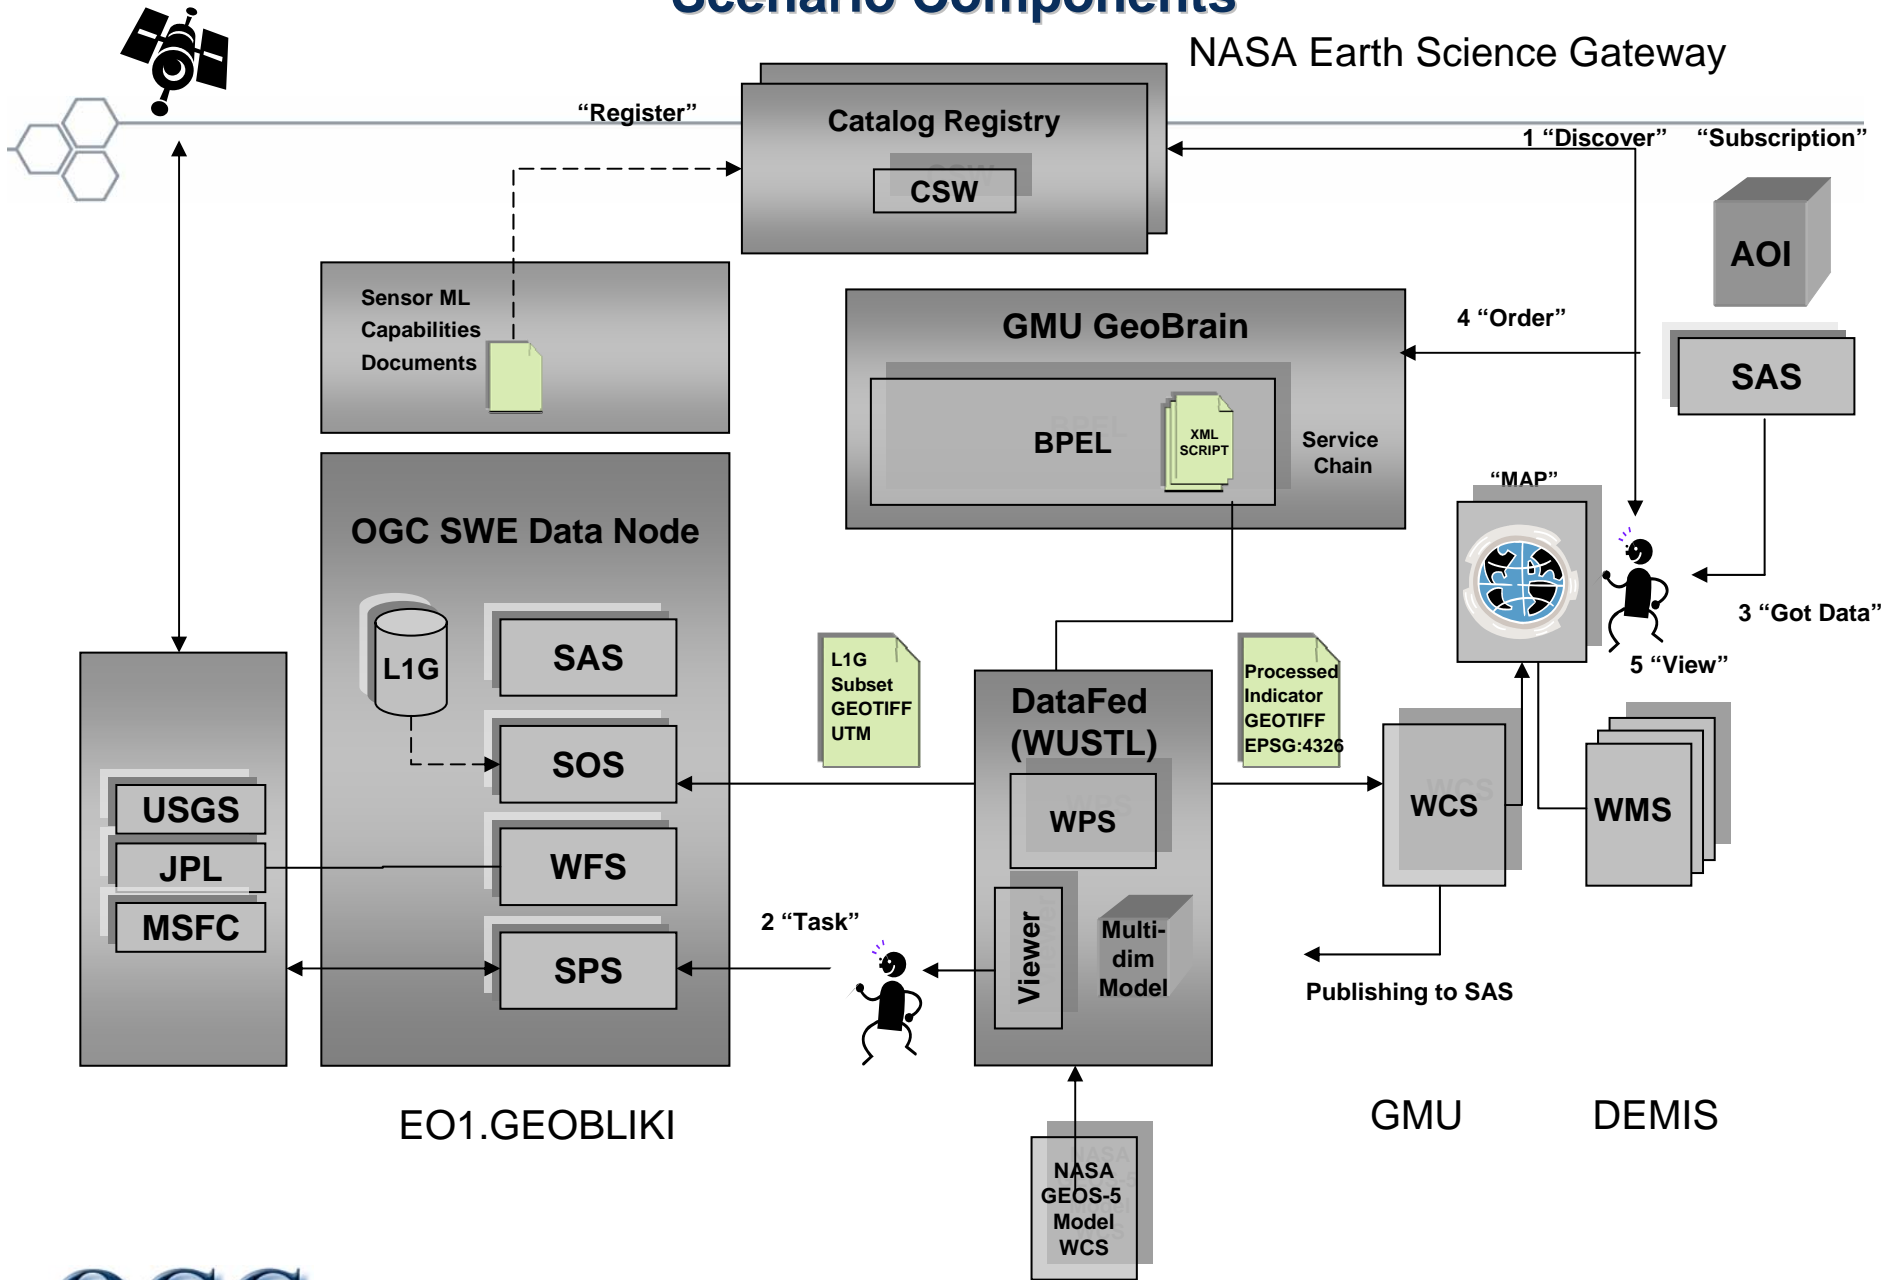 Scenario Components
NASA Earth Science Gateway
“Register”
Catalog Registry
CSW
1 “Discover”
“Subscription”
AOI
SAS
Sensor ML
Capabilities
Documents
GMU GeoBrain
4 “Order”
BPEL
XML
SCRIPT
Service
Chain
“MAP”
OGC SWE Data Node
L1G
SAS
SOS
WFS
SPS
USGS
JPL
MSFC
L1G
Subset
GEOTIFF
UTM
DataFed
(WUSTL)
WPS
Viewer
Multi-
dim
Model
Processed
Indicator
GEOTIFF
EPSG:4326
3 “Got Data”
5 “View”
WCS
WMS
2 “Task”
Publishing to SAS
EO1.GEOBLIKI
GMU
DEMIS
NASA
GEOS-5
Model
WCS
OGC